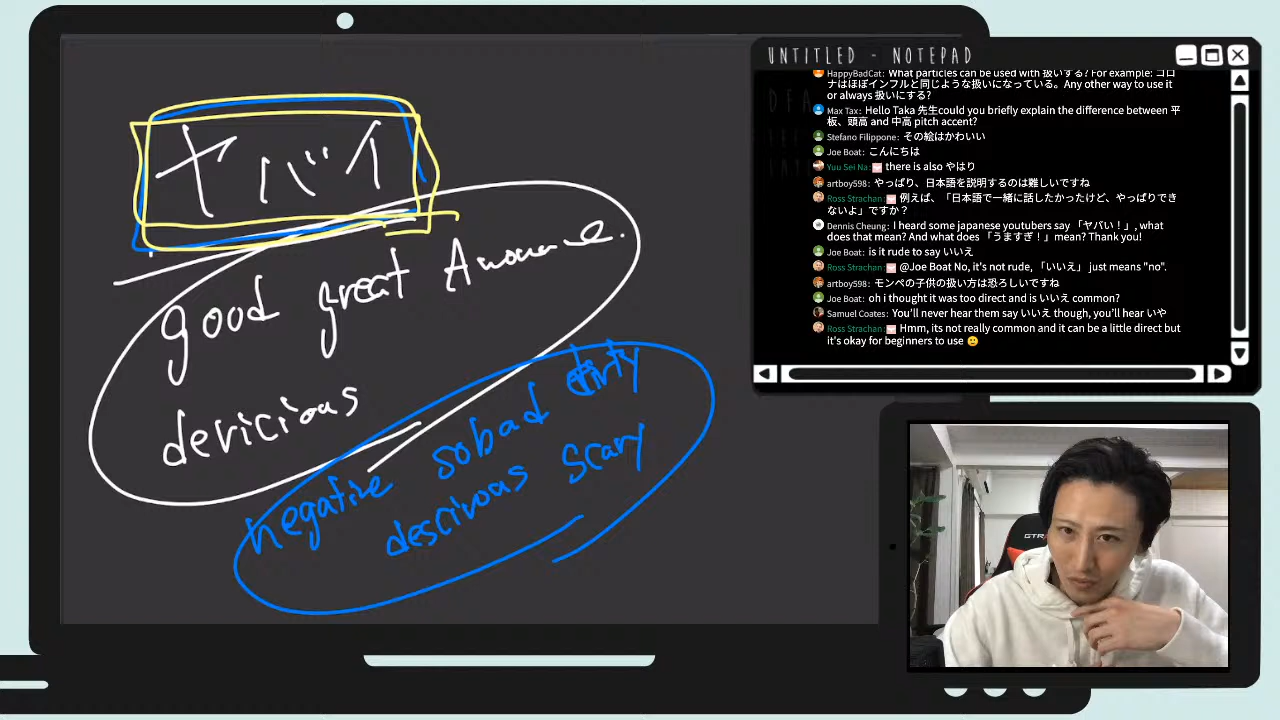 ヤバイ
good great Awesome.
dericious
negative so bad dirty
descirous scary
UNTITLED - NOTEPAD
HappyBadCat: What particles can be used with 扱いする? For example: コロ
ナはほぼインフルと同じような扱いになっている。Any other way to use it
or always 扱いにする?
Max Tax: Hello Taka 先生could you briefly explain the difference between 平
板、頭高 and 中高 pitch accent?
Stefano Filippone: その絵はかわいい
Joe Boat: こんにちは
Yuu Sei Na: there is also やはり
artboy598: やっぱり、日本語を説明するのは難しいですね
Ross Strachan: 例えば、「日本語で一緒に話したかったけど、やっぱりでき
ないよ」ですか？
Dennis Cheung: I heard some japanese youtubers say「ヤバい！」, what
does that mean? And what does 「うますぎ！」mean? Thank you!
Joe Boat: is it rude to say いいえ
Ross Strachan: @Joe Boat No, it's not rude, 「いいえ」 just means "no".
artboy598: モンペの子供の扱い方は恐ろしいですね
Joe Boat: oh i thought it was too direct and is いいえ common?
Samuel Coates: You'll never hear them say いいえ though, you'll hear いや
Ross Strachan: Hmm, its not really common and it can be a little direct but
it's okay for beginners to use 🙂
GTR